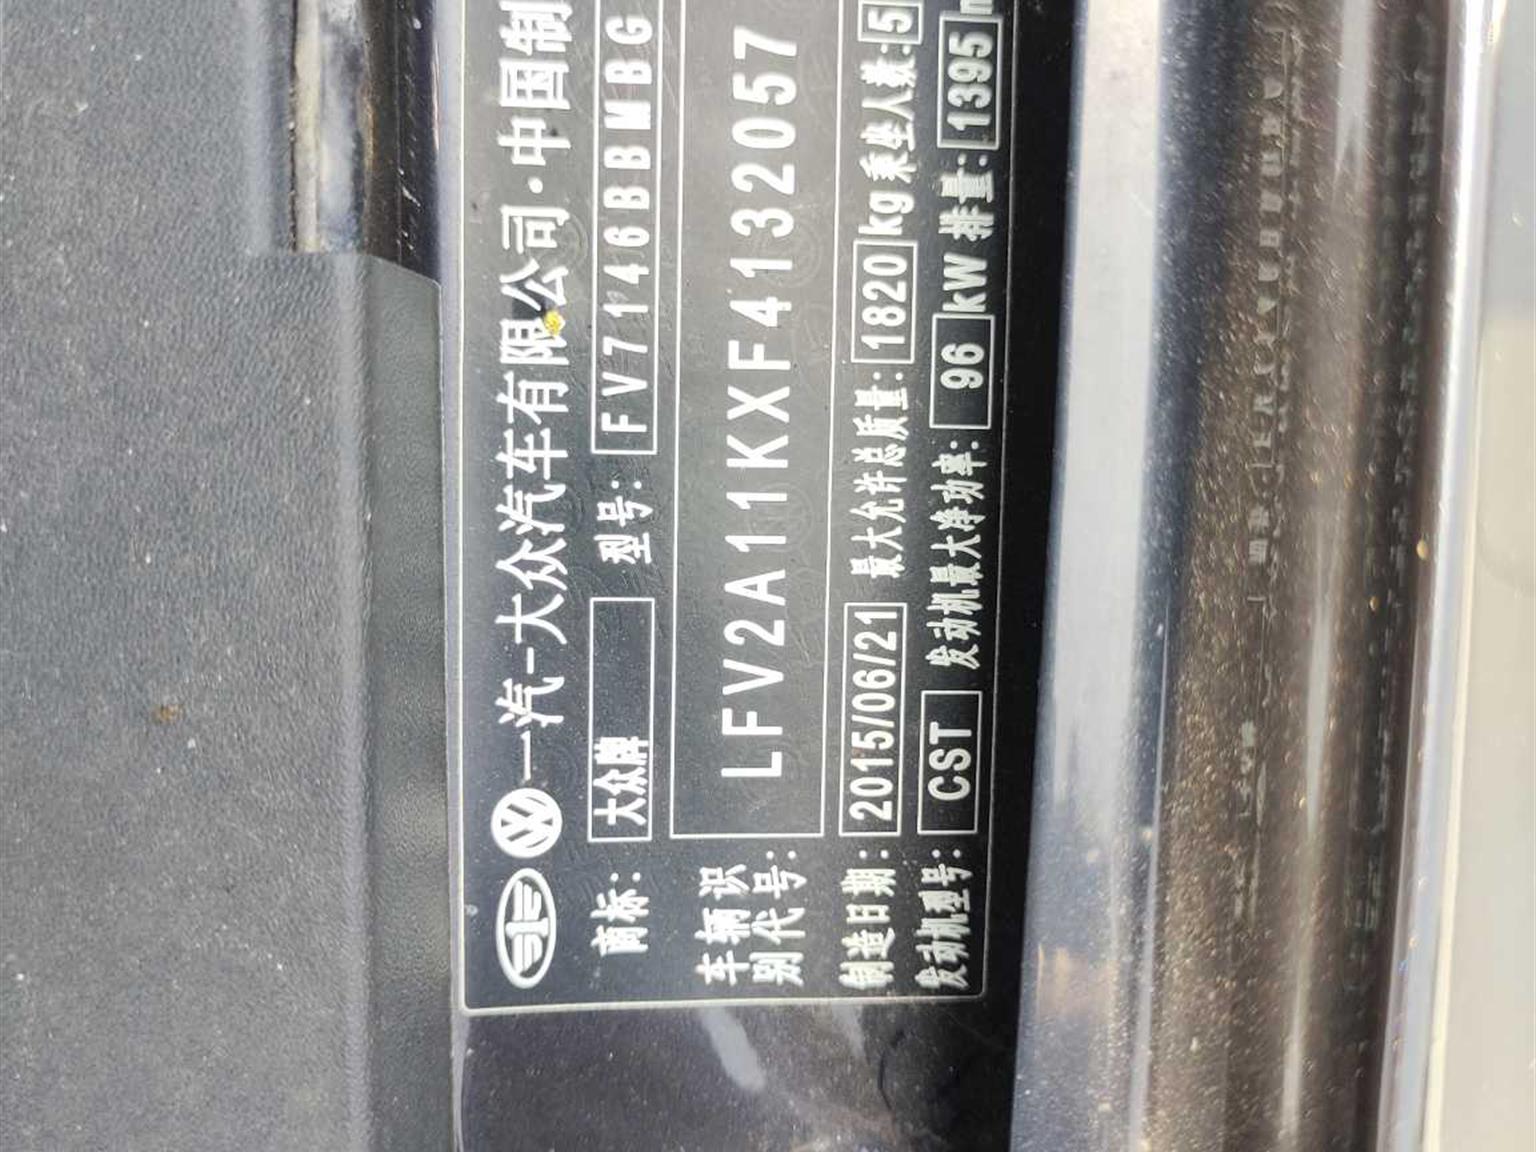 一汽-大众汽车有限公司·中国制
商标: 大众牌 型号: FV7146BBMBG
车辆识别代号: LFV2A11KXF4132057
制造日期: 2015/06/21 最大允许总质量: 1820 kg 乘坐人数: 5
发动机型号: CST 发动机最大净功率: 96 kW 排量: 1395 m